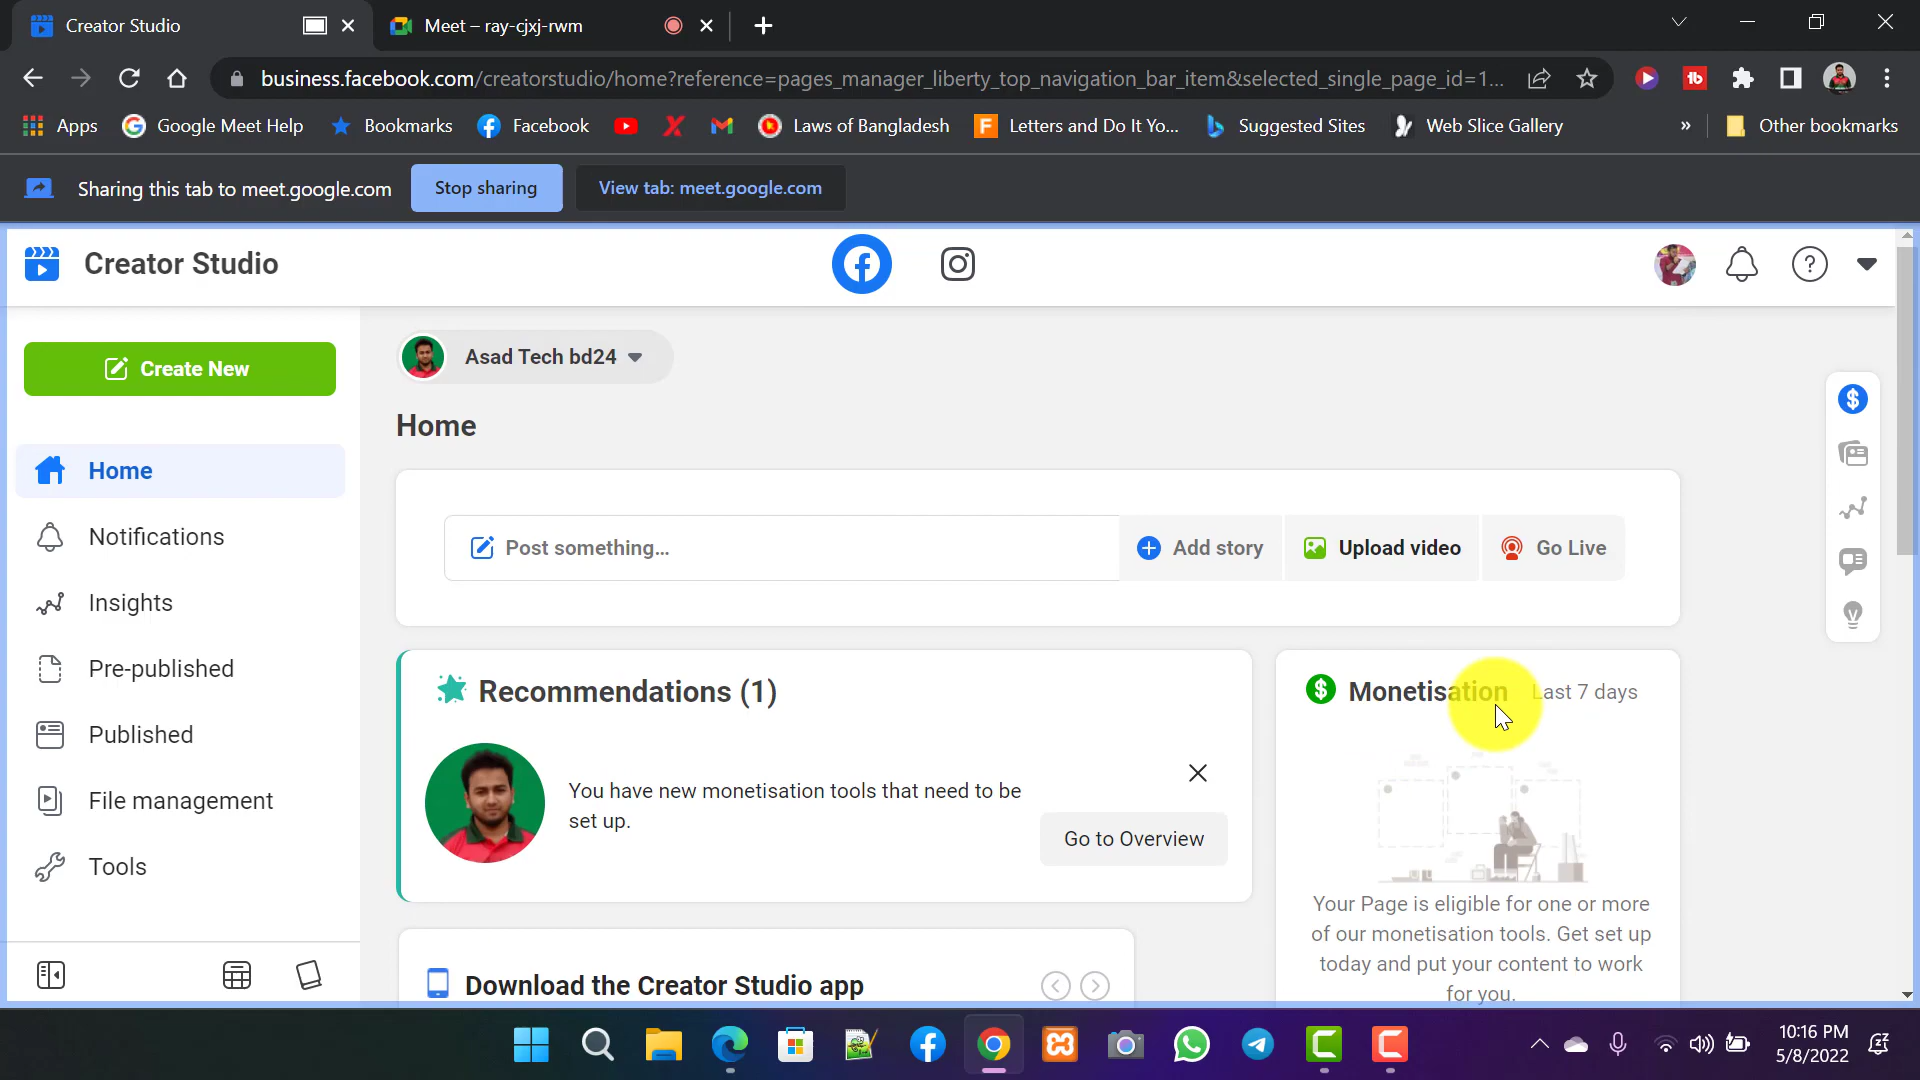 Creator Studio
Meet – ray-cjxj-rwm
business.facebook.com/creatorstudio/home?reference=pages_manager_liberty_top_navigation_bar_item&selected_single_page_id=1...
Apps
Google Meet Help
Bookmarks
Facebook
Laws of Bangladesh
Letters and Do It Yo...
Suggested Sites
Web Slice Gallery
»
Other bookmarks
Sharing this tab to meet.google.com
Stop sharing
View tab: meet.google.com
Creator Studio
Create New
Asad Tech bd24
Home
Home
Notifications
Insights
Pre-published
Published
File management
Tools
Post something...
Add story
Upload video
Go Live
Recommendations (1)
You have new monetisation tools that need to be
set up.
Go to Overview
Monetisation
Last 7 days
Your Page is eligible for one or more
of our monetisation tools. Get set up
today and put your content to work
for you.
Download the Creator Studio app
10:16 PM
5/8/2022